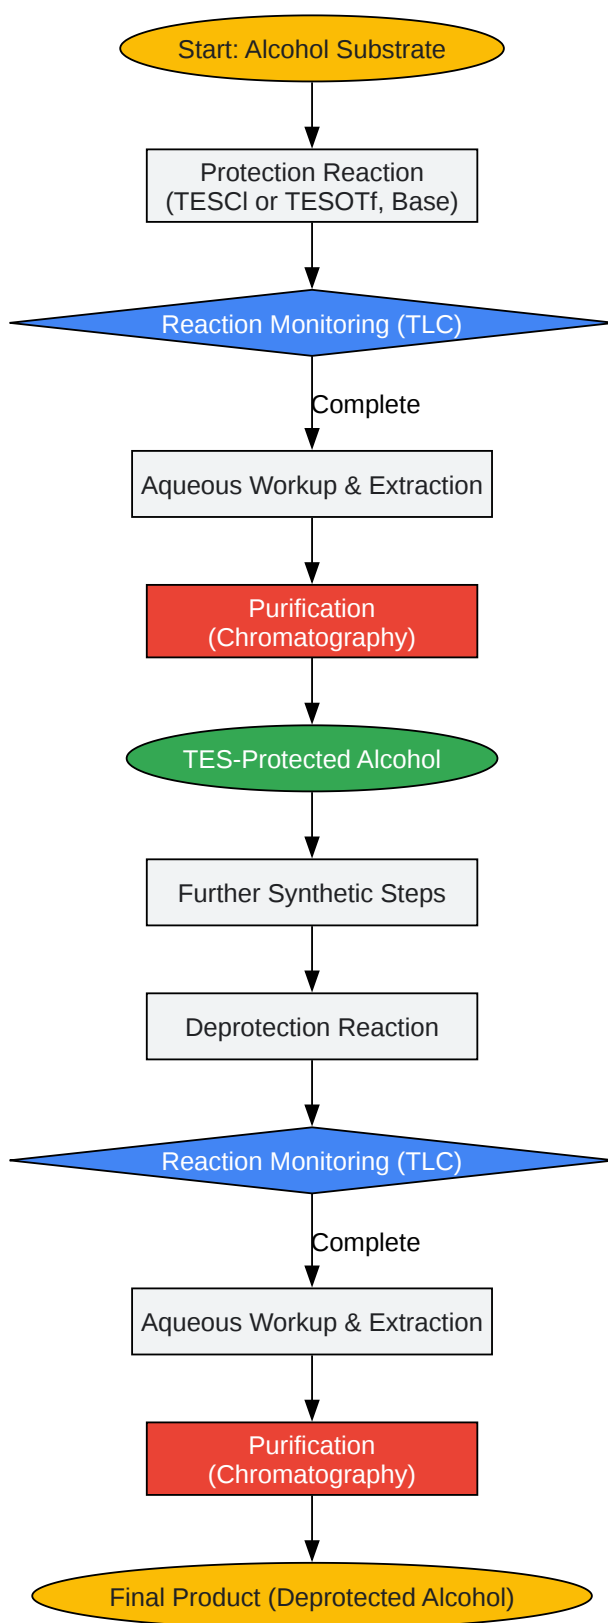 Start: Alcohol Substrate
Protection Reaction
(TESCl or TESOTf, Base)
Reaction Monitoring (TLC)
Complete
Aqueous Workup & Extraction
Purification
(Chromatography)
TES-Protected Alcohol
Further Synthetic Steps
Deprotection Reaction
Reaction Monitoring (TLC)
Complete
Aqueous Workup & Extraction
Purification
(Chromatography)
Final Product (Deprotected Alcohol)